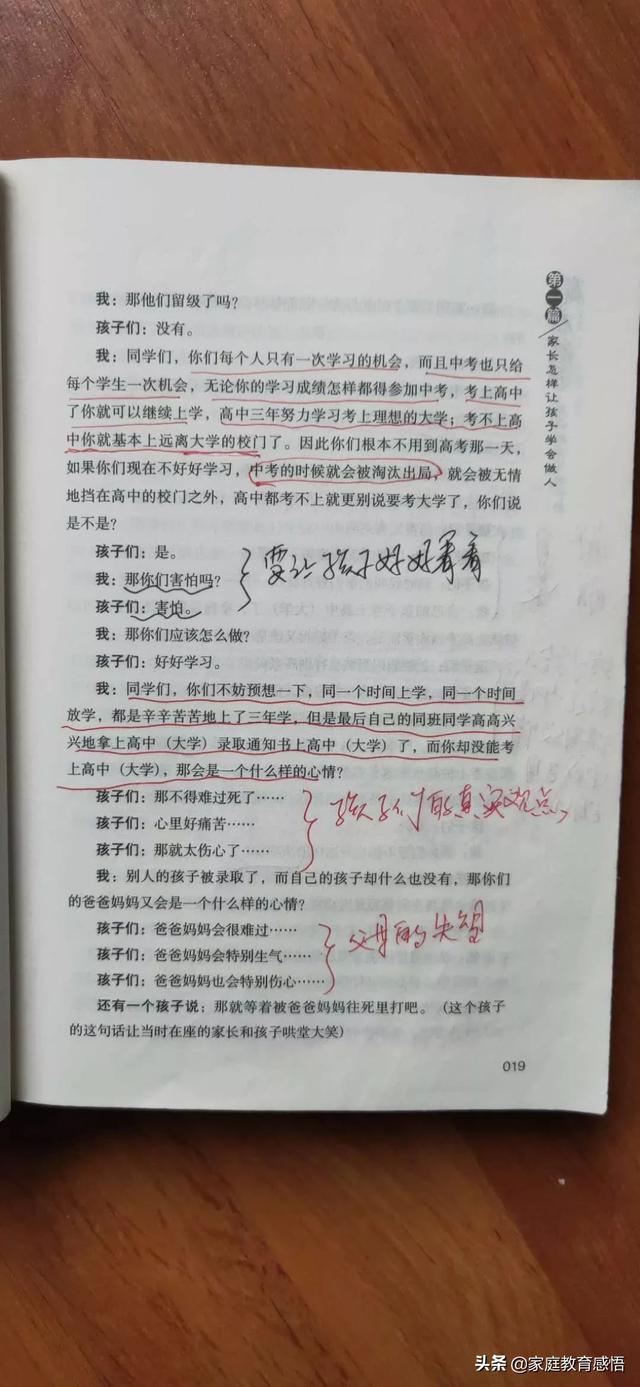 我：那他们留级了吗？
孩子们：没有。
我：同学们，你们每个人只有一次学习的机会，而且中考也只给
每个学生一次机会，无论你的学习成绩怎样都得参加中考，考上高中
了你就可以继续上学，高中三年努力学习考上理想的大学；考不上高
中你就基本上远离大学的校门了。因此你们根本不用到高考那一天，
如果你们现在不好好学习，中考的时候就会被淘汰出局，就会被无情
地挡在高中的校门之外，高中都考不上就更别说要考大学了，你们说
是不是？
孩子们：是。
我：那你们害怕吗？
孩子们：害怕。
要让孩子好好看看
我：那你们应该怎么做？
孩子们：好好学习。
我：同学们，你们不妨预想一下，同一个时间上学，同一个时间
放学，都是辛辛苦苦地上了三年学，但是最后自己的同班同学高高兴
兴地拿上高中（大学）录取通知书上高中（大学）了，而你却没能考
上高中（大学），那会是一个什么样的心情？
孩子们：那不得难过死了……
孩子们：心里好痛苦……
孩子们：那就太伤心了……
孩子们的真实观点
我：别人的孩子被录取了，而自己的孩子却什么也没有，那你们
的爸爸妈妈又会是一个什么样的心情？
孩子们：爸爸妈妈会很难过……
孩子们：爸爸妈妈会特别生气……
孩子们：爸爸妈妈也会特别伤心……
父母的失望
还有一个孩子说：那就等着被爸爸妈妈往死里打吧。（这个孩子
的这句话让当时在座的家长和孩子哄堂大笑）
第一篇
家长怎样让孩子学会做人
019
头条 @家庭教育感悟